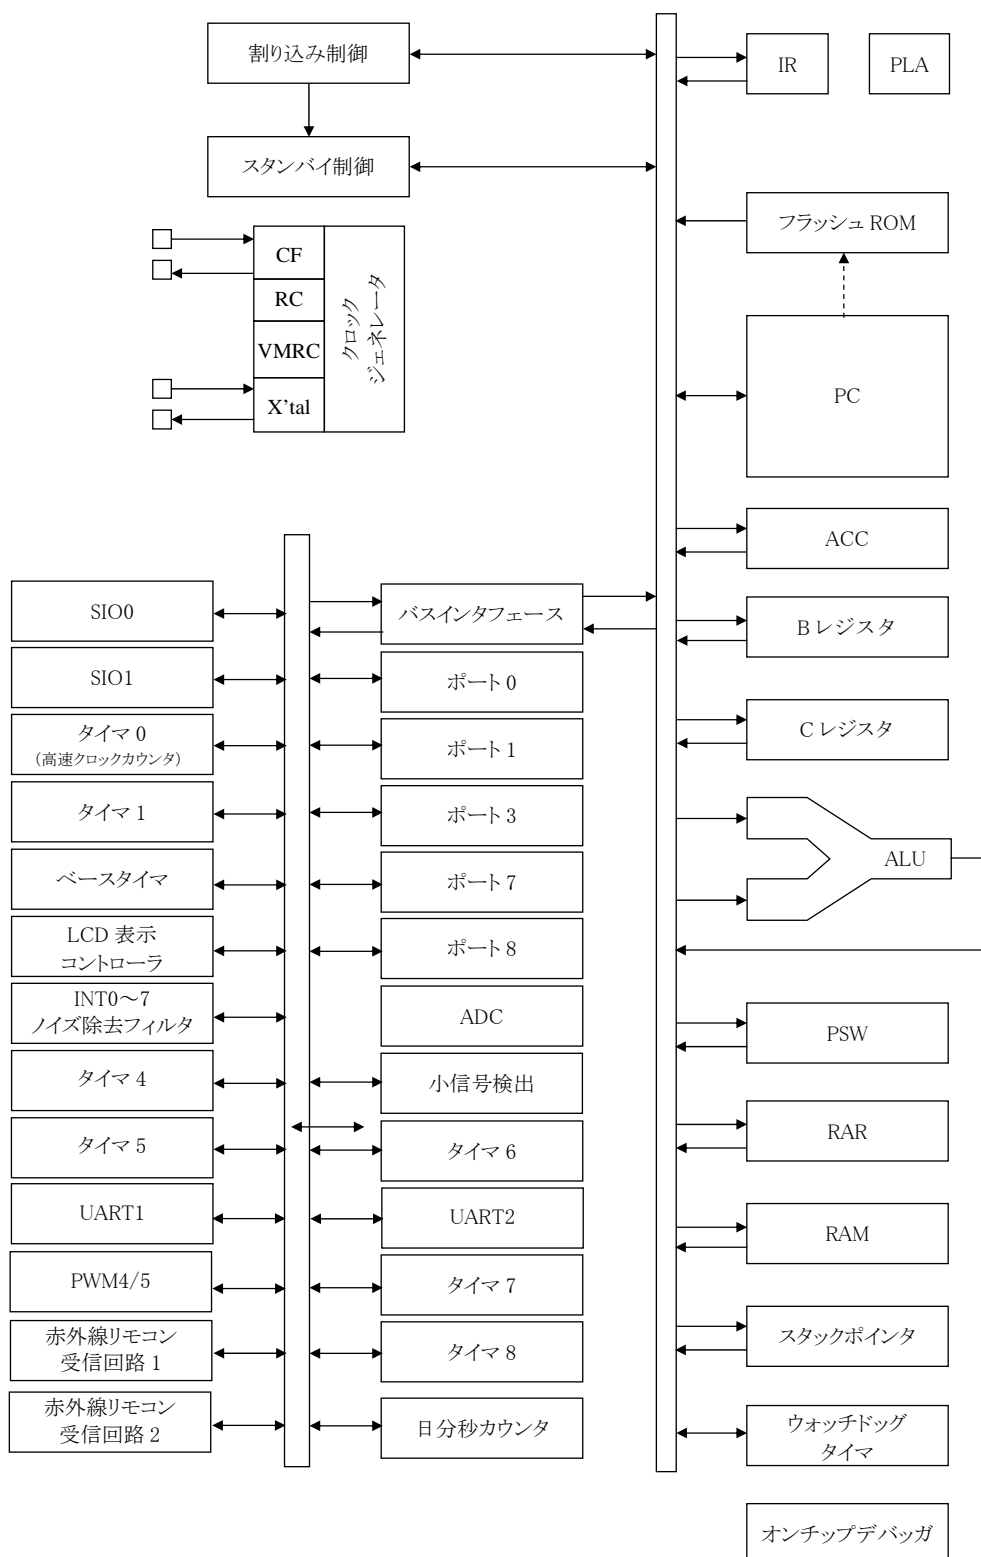 割り込み制御
スタンバイ制御
CF
RC
VMRC
X'tal
クロック
ジェネレータ
IR
PLA
フラッシュ ROM
PC
ACC
B レジスタ
C レジスタ
ALU
PSW
RAR
RAM
スタックポインタ
ウォッチドッグ
タイマ
オンチップデバッガ
SIO0
SIO1
タイマ 0
(高速クロックカウンタ)
タイマ 1
ベースタイマ
LCD 表示
コントローラ
INT0～7
ノイズ除去フィルタ
タイマ 4
タイマ 5
UART1
PWM4/5
赤外線リモコン
受信回路 1
赤外線リモコン
受信回路 2
バスインタフェース
ポート 0
ポート 1
ポート 3
ポート 7
ポート 8
ADC
小信号検出
タイマ 6
UART2
タイマ 7
タイマ 8
日分秒カウンタ